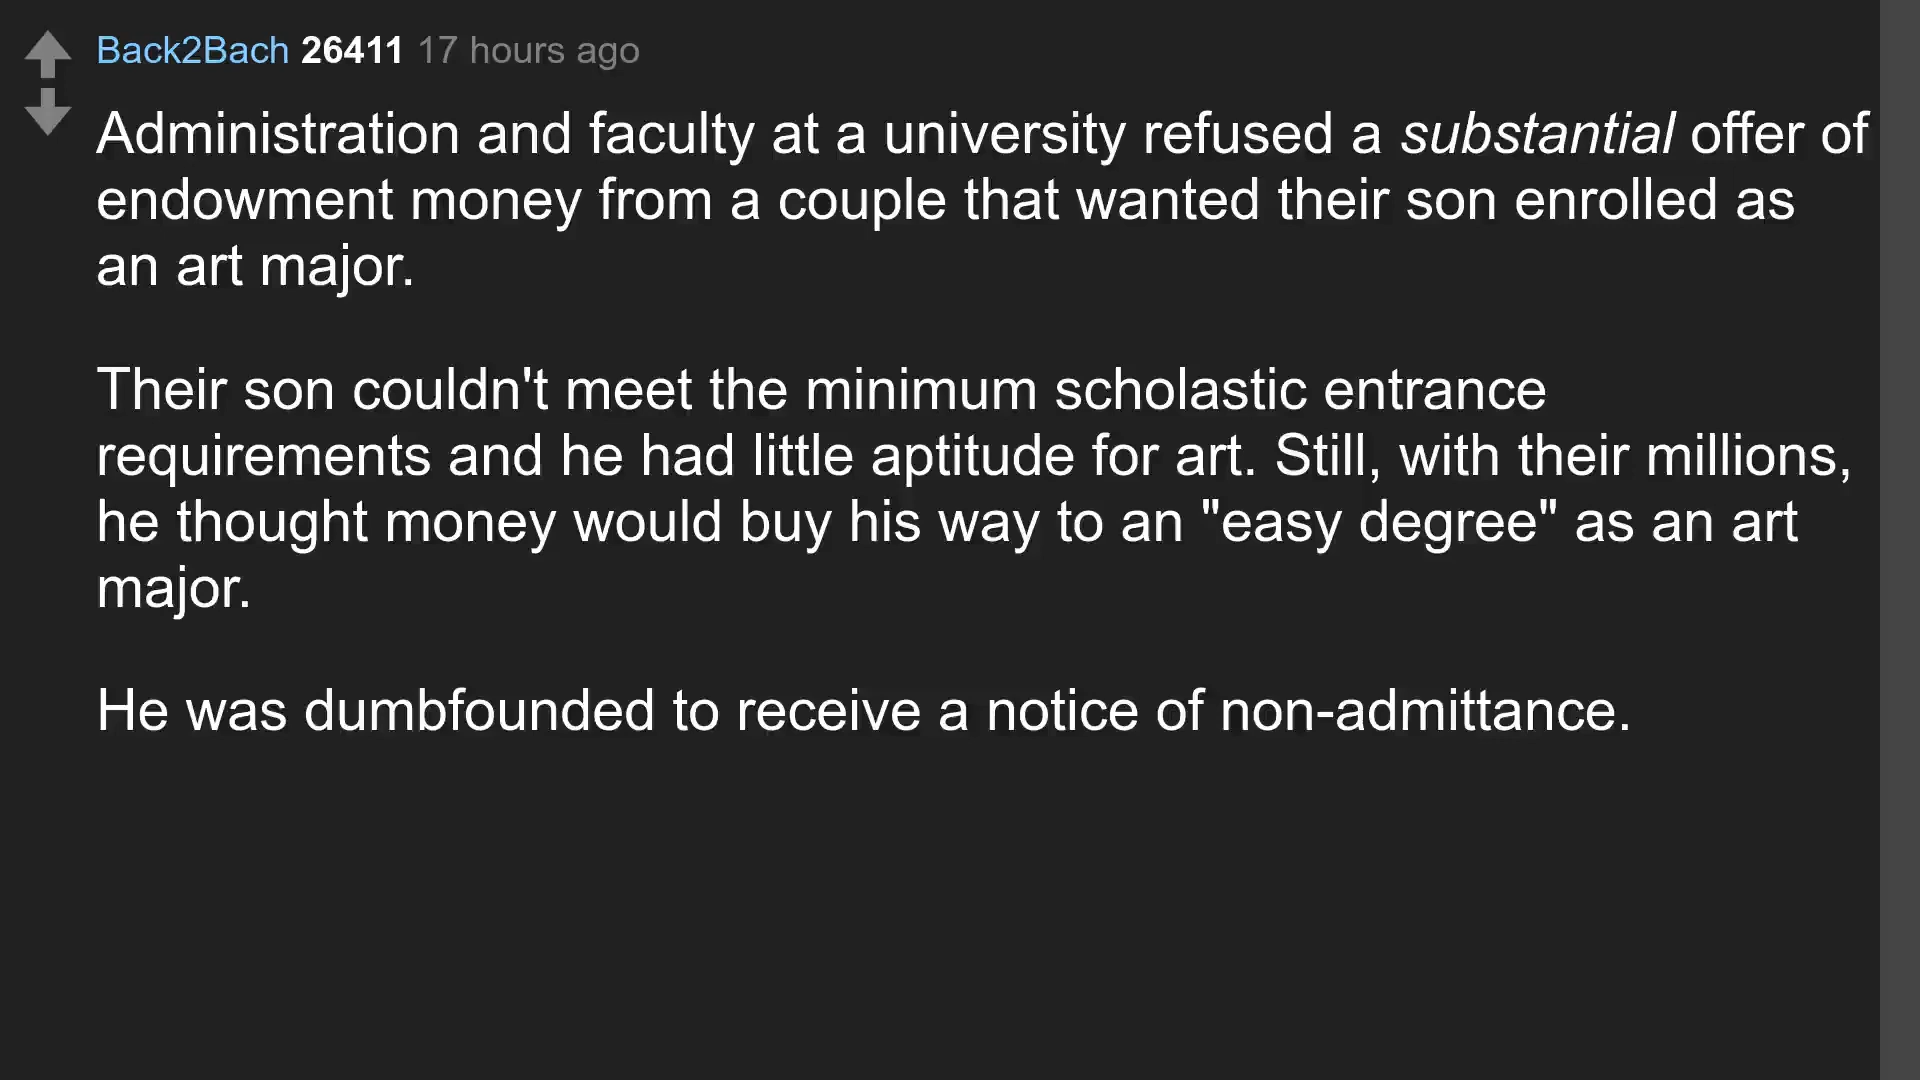 Back2Bach 26411 17 hours ago
Administration and faculty at a university refused a substantial offer of
endowment money from a couple that wanted their son enrolled as
an art major.
Their son couldn't meet the minimum scholastic entrance
requirements and he had little aptitude for art. Still, with their millions,
he thought money would buy his way to an "easy degree" as an art
major.
He was dumbfounded to receive a notice of non-admittance.